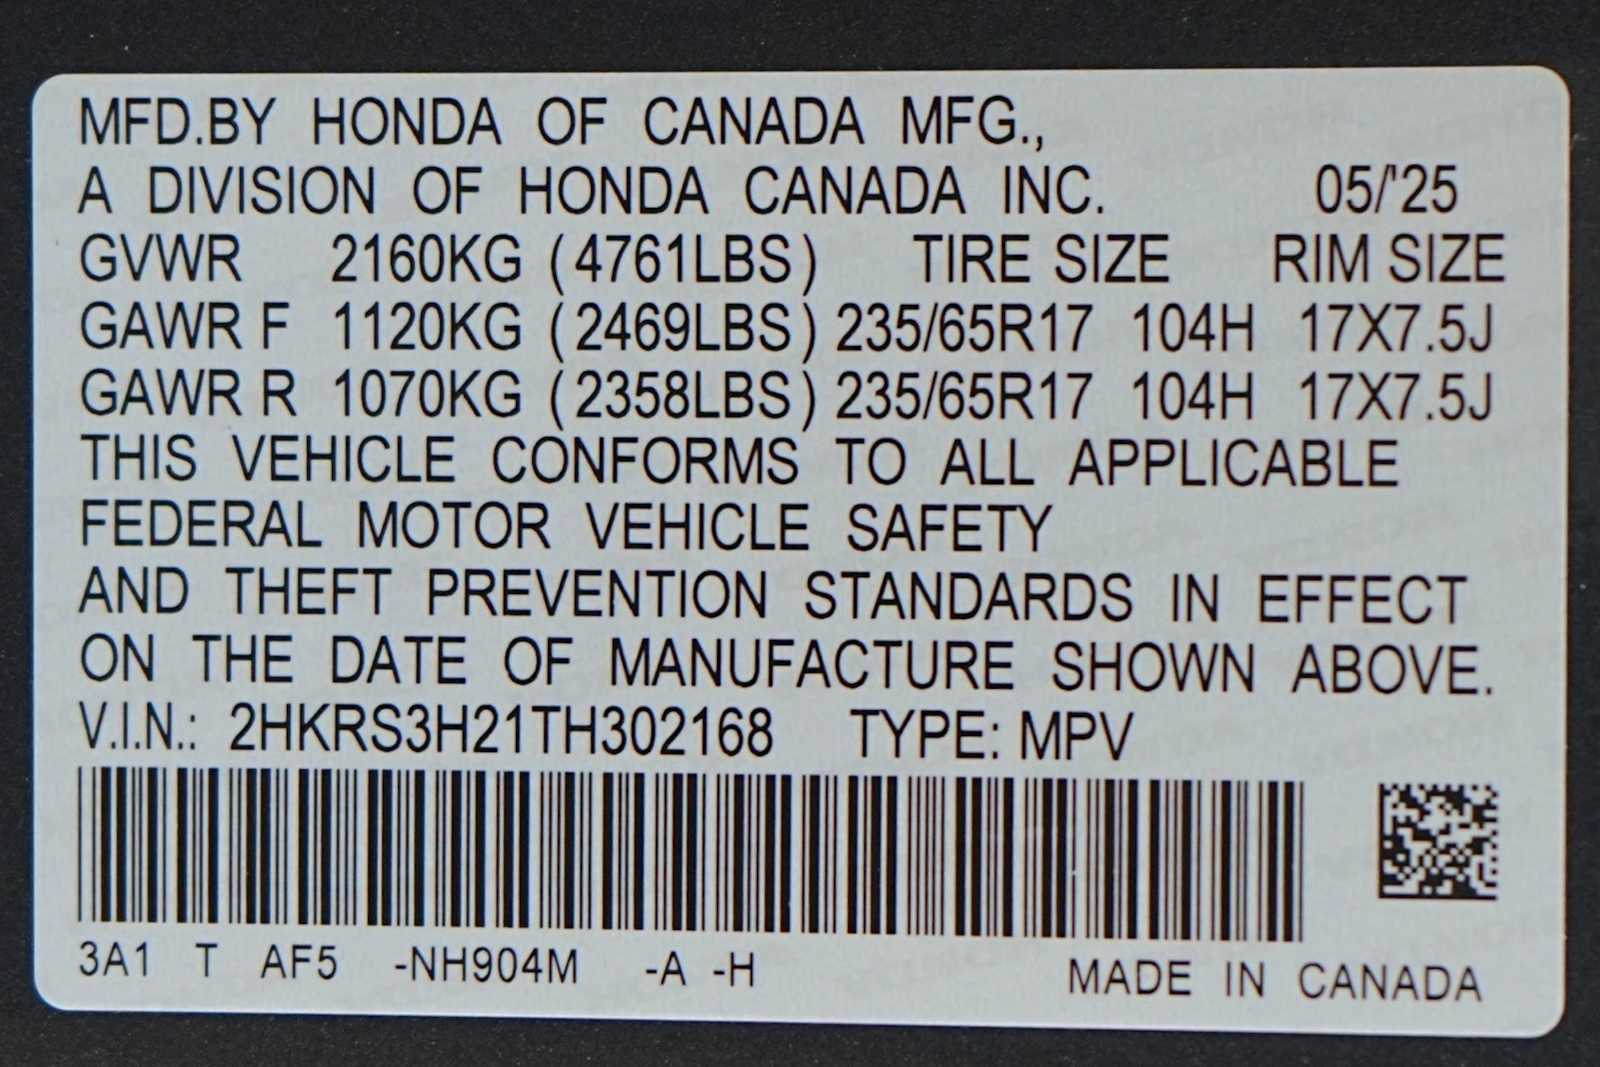 MFD.BY HONDA OF CANADA MFG.,
A DIVISION OF HONDA CANADA INC. 05/'25
GVWR 2160KG (4761LBS) TIRE SIZE RIM SIZE
GAWR F 1120KG (2469LBS) 235/65R17 104H 17X7.5J
GAWR R 1070KG (2358LBS) 235/65R17 104H 17X7.5J
THIS VEHICLE CONFORMS TO ALL APPLICABLE
FEDERAL MOTOR VEHICLE SAFETY
AND THEFT PREVENTION STANDARDS IN EFFECT
ON THE DATE OF MANUFACTURE SHOWN ABOVE.
V.I.N.: 2HKRS3H21TH302168 TYPE: MPV
3A1 T AF5 -NH904M -A -H MADE IN CANADA